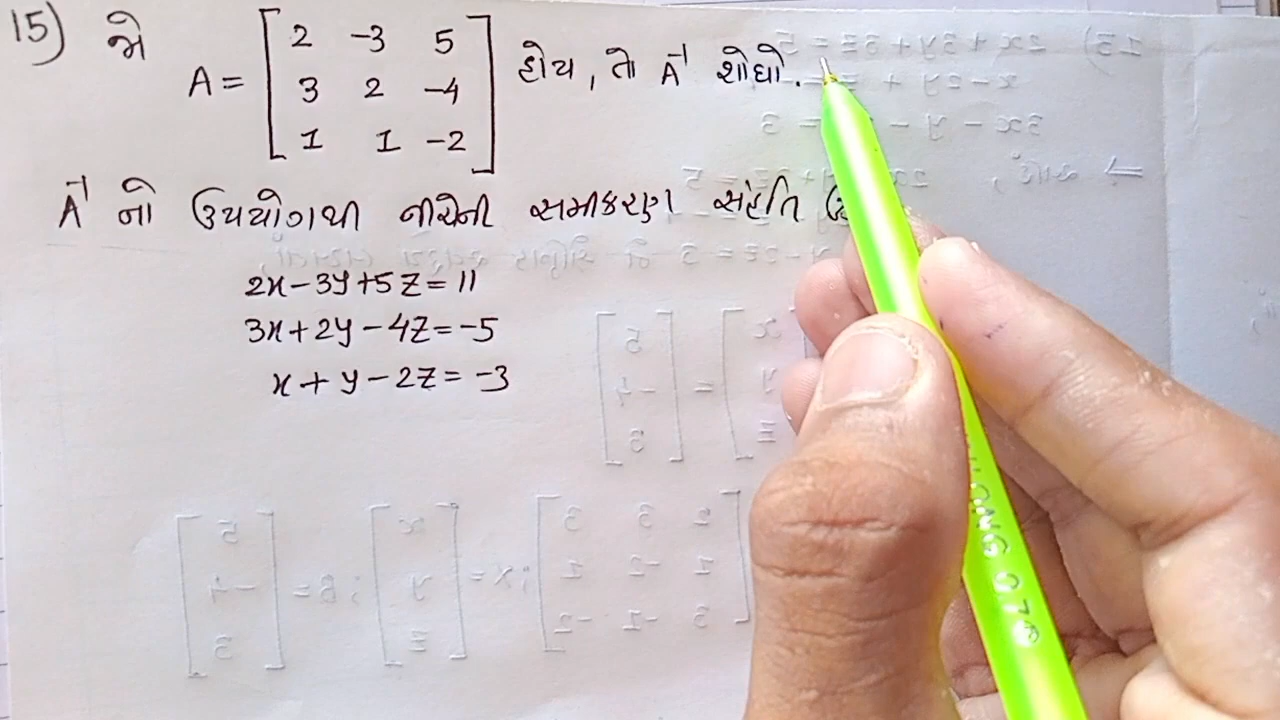 15) જો
A = [ 2 -3 5
3 2 -4
1 1 -2 ] હોય, તો A⁻¹ શોધો.
A⁻¹ નો ઉપયોગથી નીચેની સમીકરણ સંહતિ
2x-3y+5z=11
3x+2y-4z=-5
x+y-2z=-3